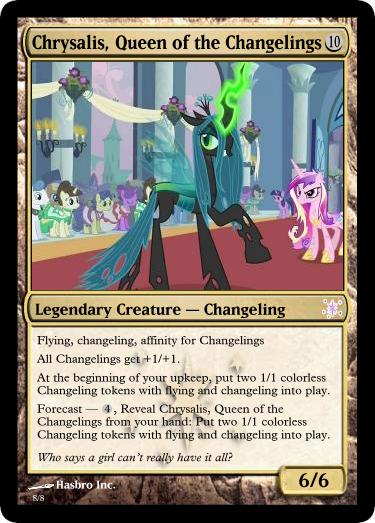 Chrysalis, Queen of the Changelings 10
Legendary Creature — Changeling
Flying, changeling, affinity for Changelings
All Changelings get +1/+1.
At the beginning of your upkeep, put two 1/1 colorless
Changeling tokens with flying and changeling into play.
Forecast — 4, Reveal Chrysalis, Queen of the
Changelings from your hand: Put two 1/1 colorless
Changeling tokens with flying and changeling into play.
Who says a girl can't really have it all?
6/6
Hasbro Inc.
8/8